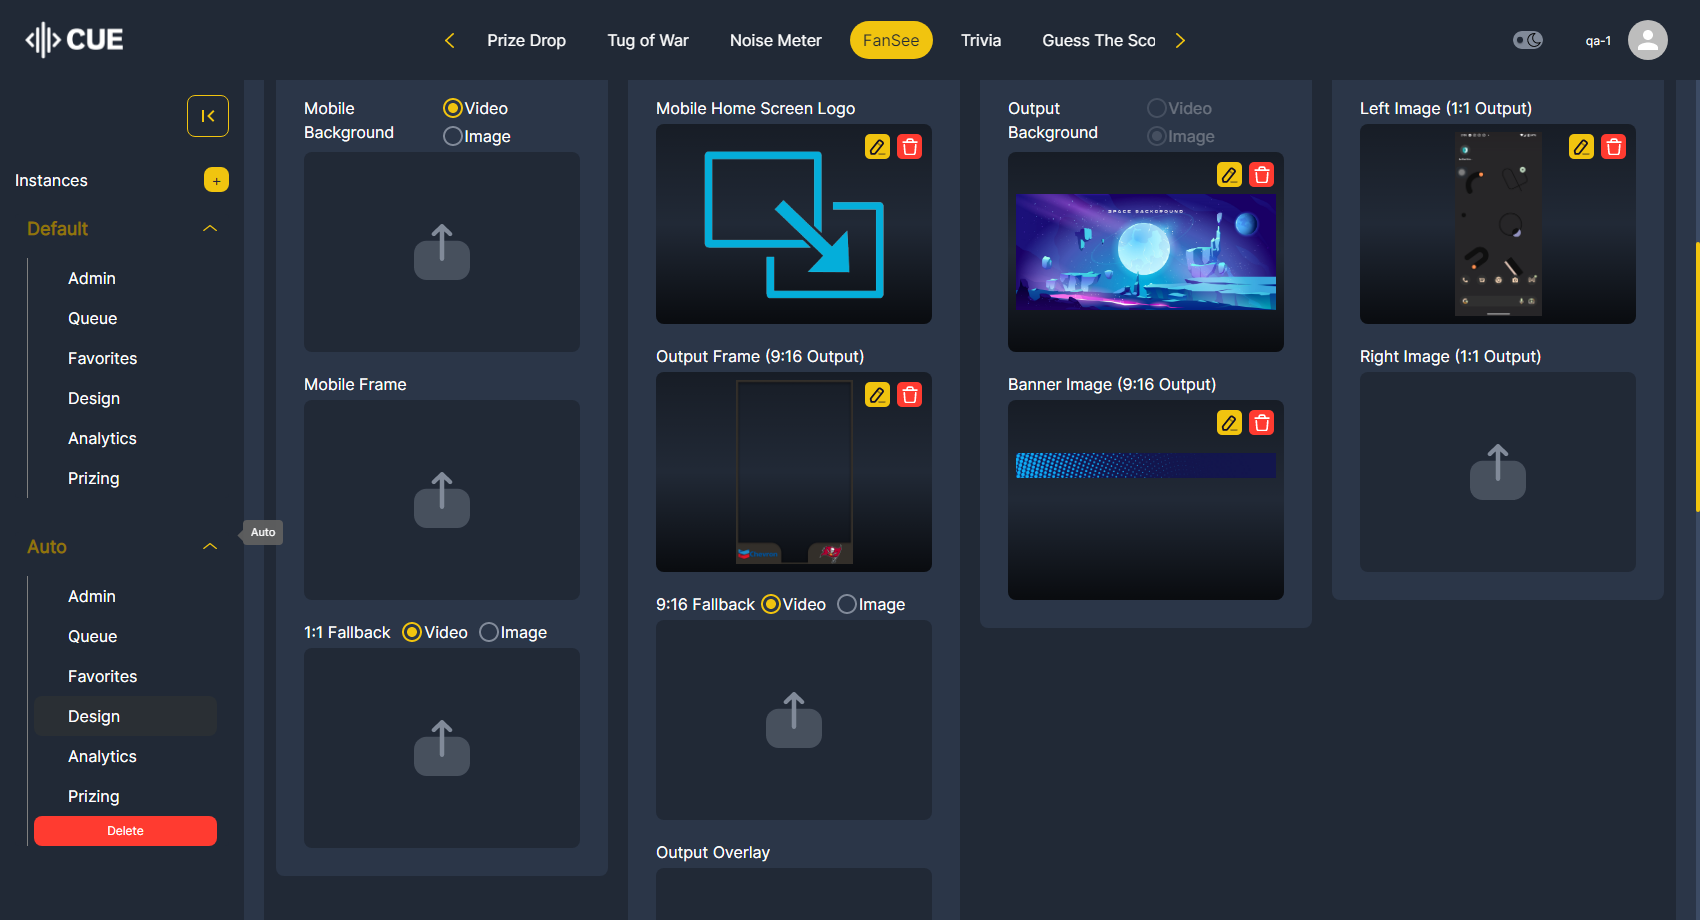 CUE
Prize Drop
Tug of War
Noise Meter
FanSee
Trivia
Guess The Sco
qa-1
Instances
+
Default
Admin
Queue
Favorites
Design
Analytics
Prizing
Auto
Auto
Admin
Queue
Favorites
Design
Analytics
Prizing
Delete
Mobile
Background
Video
Image
Mobile Frame
1:1 Fallback
Video
Image
Mobile Home Screen Logo
Output Frame (9:16 Output)
9:16 Fallback
Video
Image
Output Overlay
Output
Background
Video
Image
SPACE BACKGROUND
Banner Image (9:16 Output)
Left Image (1:1 Output)
Right Image (1:1 Output)